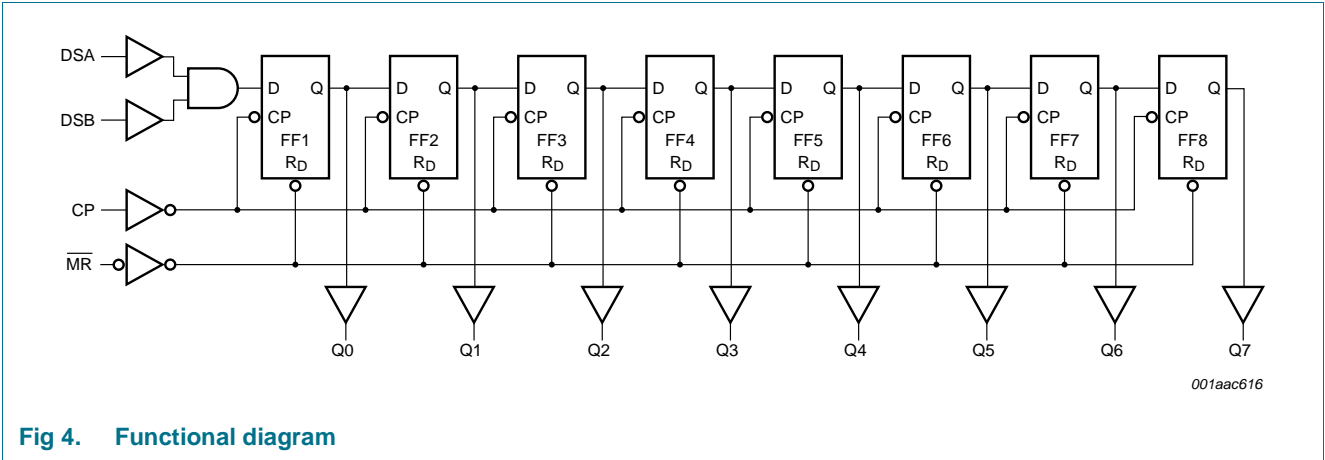 DSA
DSB
CP
M̅R̅
D Q
CP
FF1
RD
D Q
CP
FF2
RD
D Q
CP
FF3
RD
D Q
CP
FF4
RD
D Q
CP
FF5
RD
D Q
CP
FF6
RD
D Q
CP
FF7
RD
D Q
CP
FF8
RD
Q0 Q1 Q2 Q3 Q4 Q5 Q6 Q7
001aac616
Fig 4. Functional diagram